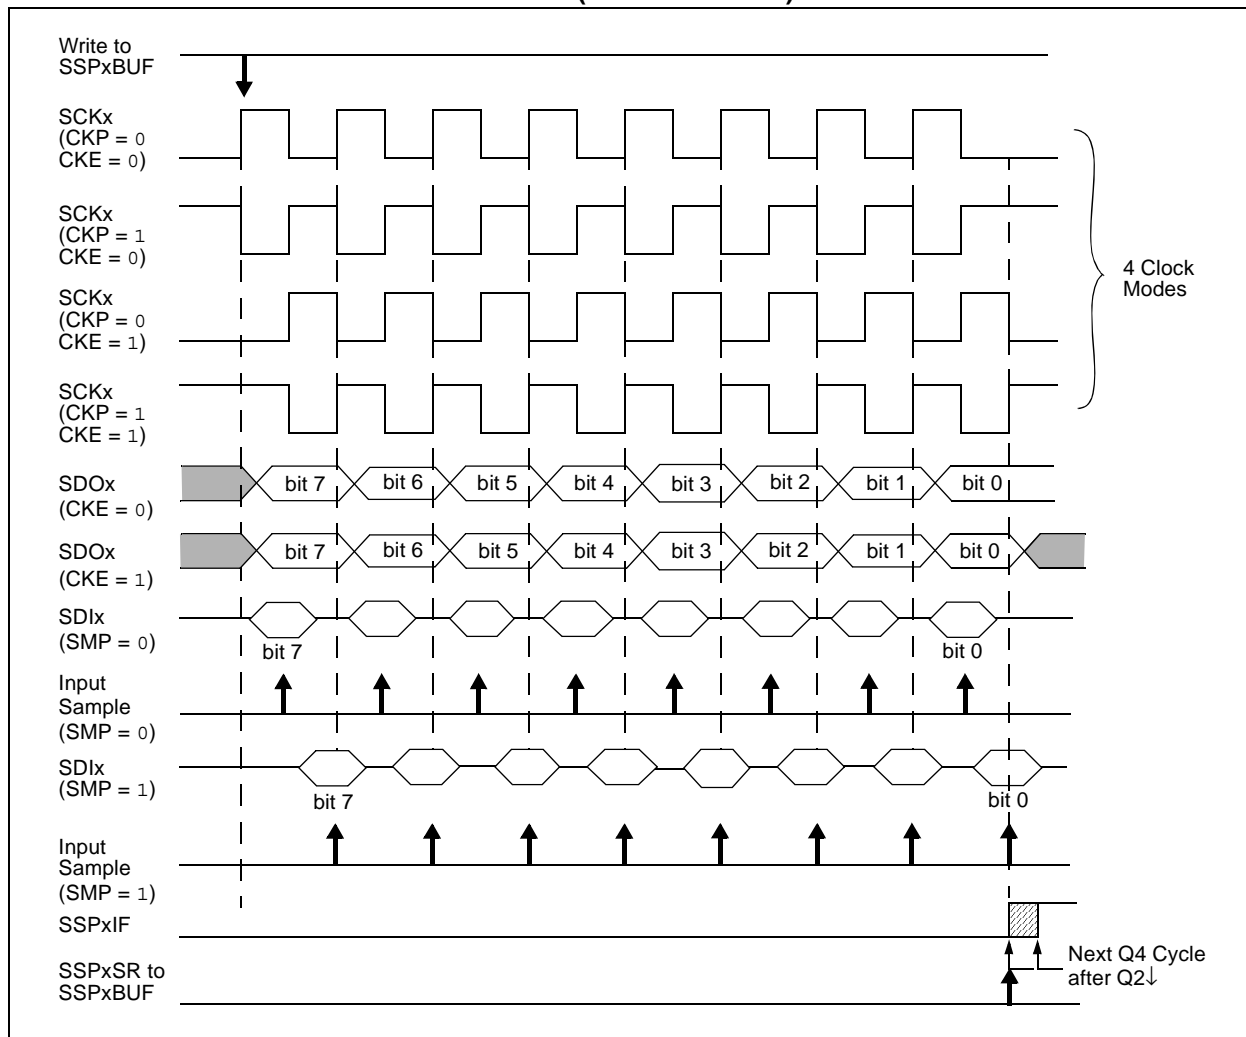 Write to
SSPxBUF
SCKx
(CKP = 0
CKE = 0)
SCKx
(CKP = 1
CKE = 0)
4 Clock
Modes
SCKx
(CKP = 0
CKE = 1)
SCKx
(CKP = 1
CKE = 1)
SDOx
(CKE = 0)
bit 7 bit 6 bit 5 bit 4 bit 3 bit 2 bit 1 bit 0
SDOx
(CKE = 1)
bit 7 bit 6 bit 5 bit 4 bit 3 bit 2 bit 1 bit 0
SDIx
(SMP = 0)
bit 7 bit 0
Input
Sample
(SMP = 0)
SDIx
(SMP = 1)
bit 7 bit 0
Input
Sample
(SMP = 1)
SSPxIF
SSPxSR to
SSPxBUF
Next Q4 Cycle
after Q2↓